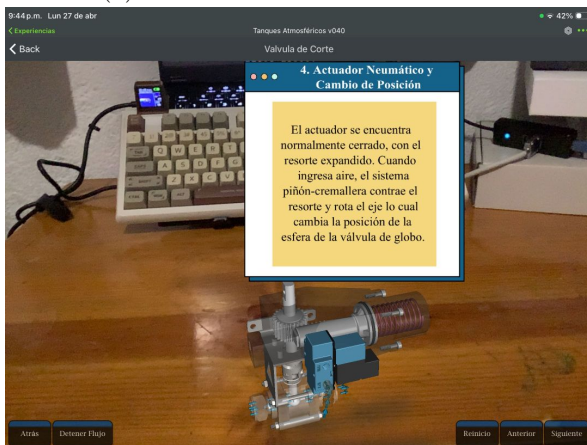 9:44 p.m. Lun 27 de abr
42%
Experiencias
Tanques Atmosféricos v040
Back
Valvula de Corte
4. Actuador Neumático y
Cambio de Posición
El actuador se encuentra
normalmente cerrado, con el
resorte expandido. Cuando
ingresa aire, el sistema
piñón-cremallera contrae el
resorte y rota el eje lo cual
cambia la posición de la
esfera de la válvula de globo.
Q W E R T
A S D F G
Z X C V
Atrás
Detener Flujo
Reinicio
Anterior
Siguiente